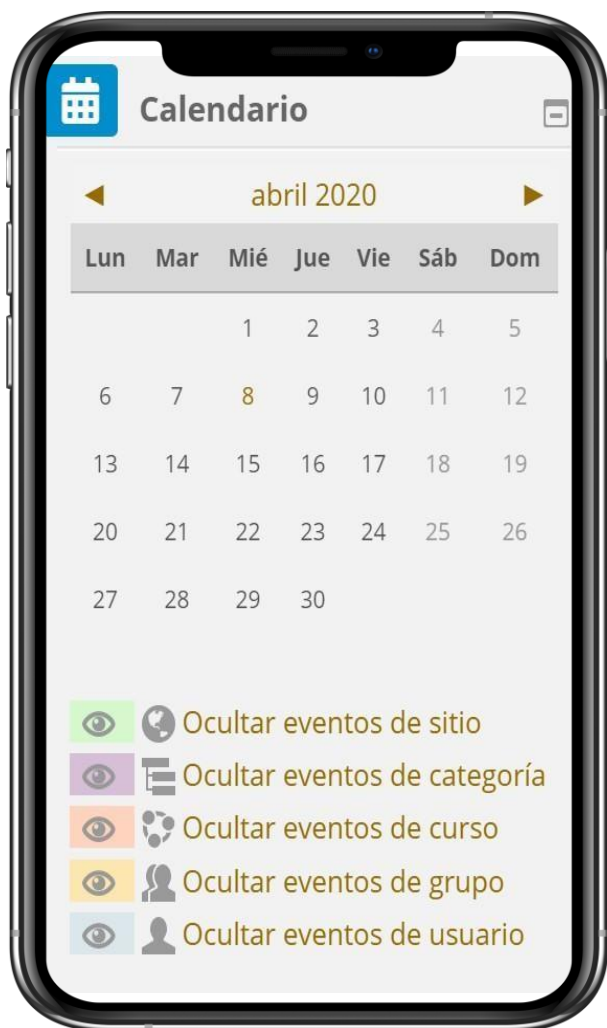 Calendario
abril 2020
Lun Mar Mié Jue Vie Sáb Dom
1 2 3 4 5
6 7 8 9 10 11 12
13 14 15 16 17 18 19
20 21 22 23 24 25 26
27 28 29 30
Ocultar eventos de sitio
Ocultar eventos de categoría
Ocultar eventos de curso
Ocultar eventos de grupo
Ocultar eventos de usuario